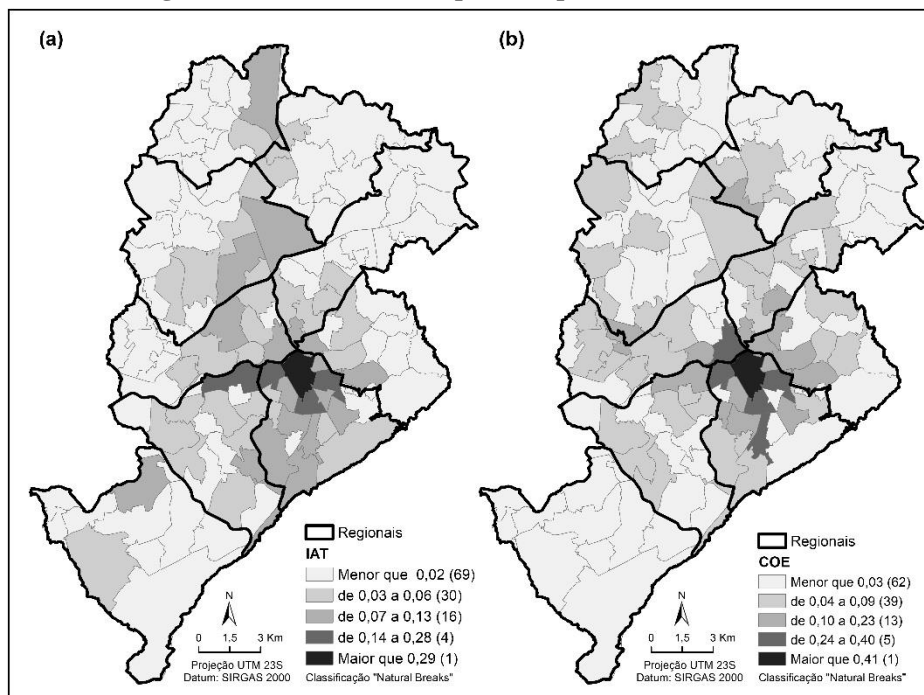 (a)
Regionais
IAT
Menor que 0,02 (69)
de 0,03 a 0,06 (30)
de 0,07 a 0,13 (16)
de 0,14 a 0,28 (4)
Maior que 0,29 (1)
Classificação "Natural Breaks"
N
0 1.5 3 Km
Projeção UTM 23S
Datum: SIRGAS 2000
(b)
Regionais
COE
Menor que 0,03 (62)
de 0,04 a 0,09 (39)
de 0,10 a 0,23 (13)
de 0,24 a 0,40 (5)
Maior que 0,41 (1)
Classificação "Natural Breaks"
N
0 1.5 3 Km
Projeção UTM 23S
Datum: SIRGAS 2000